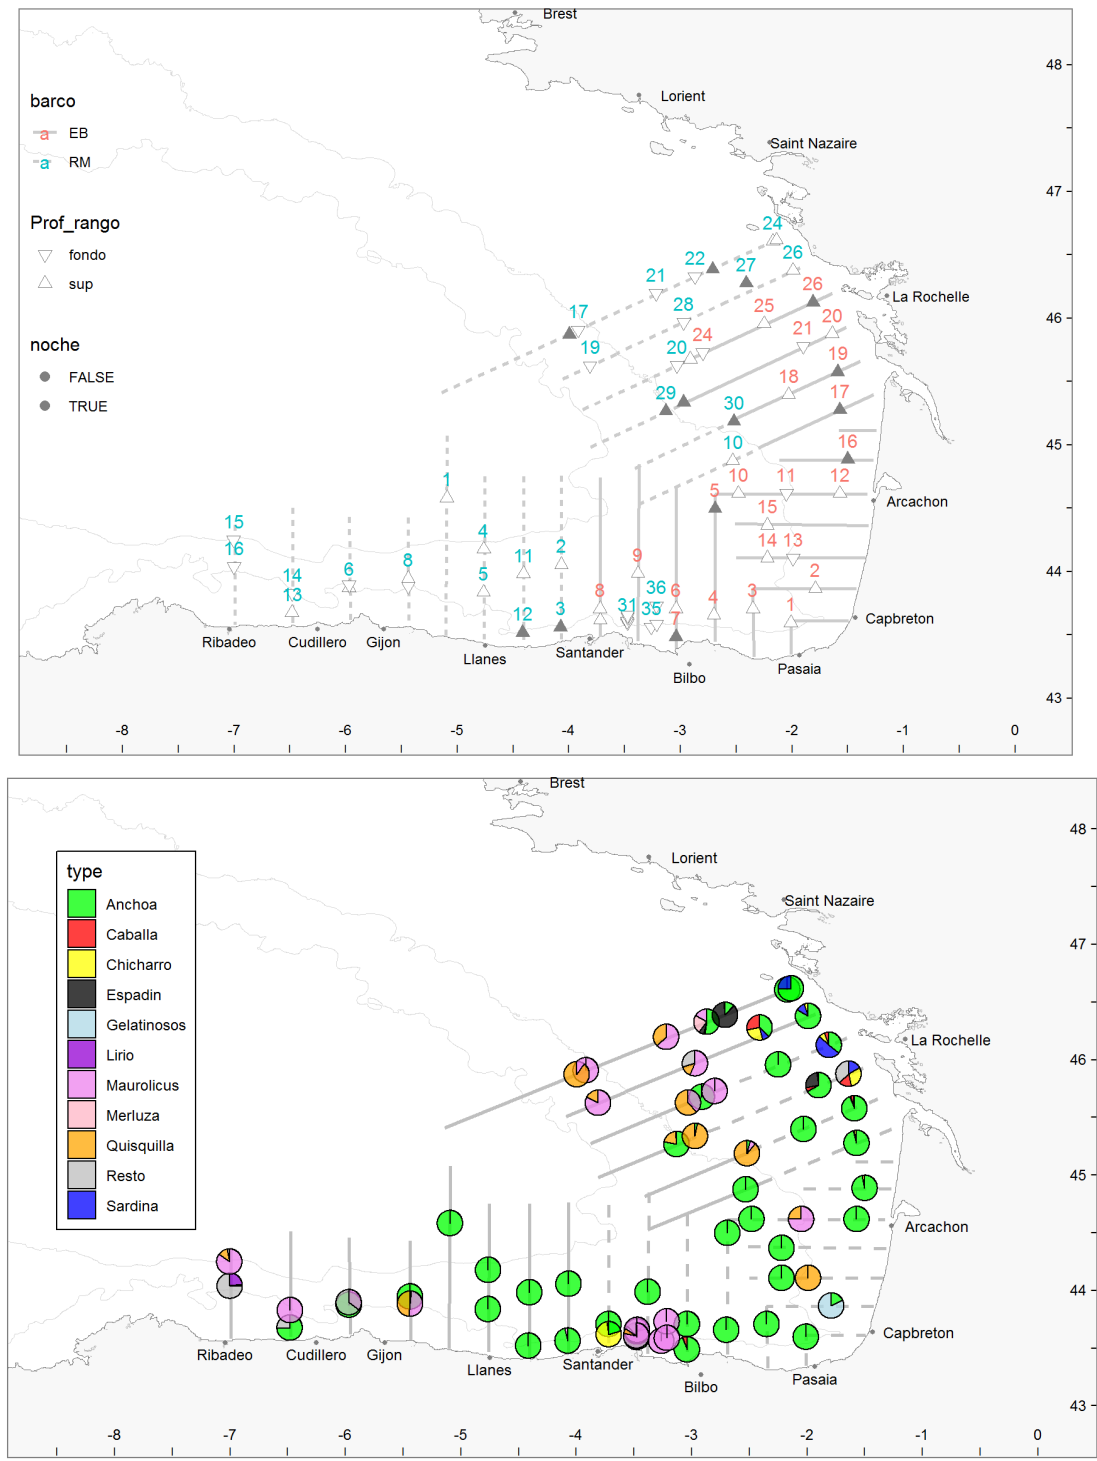 Brest
48
barco
Lorient
a EB
a RM
Saint Nazaire
47
Prof_rango
24
fondo
22 26
21 27
sup
26 La Rochelle
17 28 25
46
24 21 20
noche
19 20 19
FALSE
29 18
TRUE
30 17
10 16
45
1 5 10 11 12
Arcachon
15 4 15
16 11 2 9 14 13
44
14 6 8 5 36 2
13 8 6 3
12 3 31 35 4 1
7
Capbreton
Ribadeo Cudillero Gijon
Santander
Llanes
Pasaia
Bilbo
43
-8 -7 -6 -5 -4 -3 -2 -1 0
Brest
48
Lorient
type
Anchoa
Saint Nazaire
Caballa
47
Chicharro
Espadin
Gelatinosos
La Rochelle
Lirio
46
Maurolicus
Merluza
Quisquilla
Resto
45
Sardina
Arcachon
44
Capbreton
Ribadeo Cudillero Gijon
Santander
Llanes
Pasaia
Bilbo
43
-8 -7 -6 -5 -4 -3 -2 -1 0